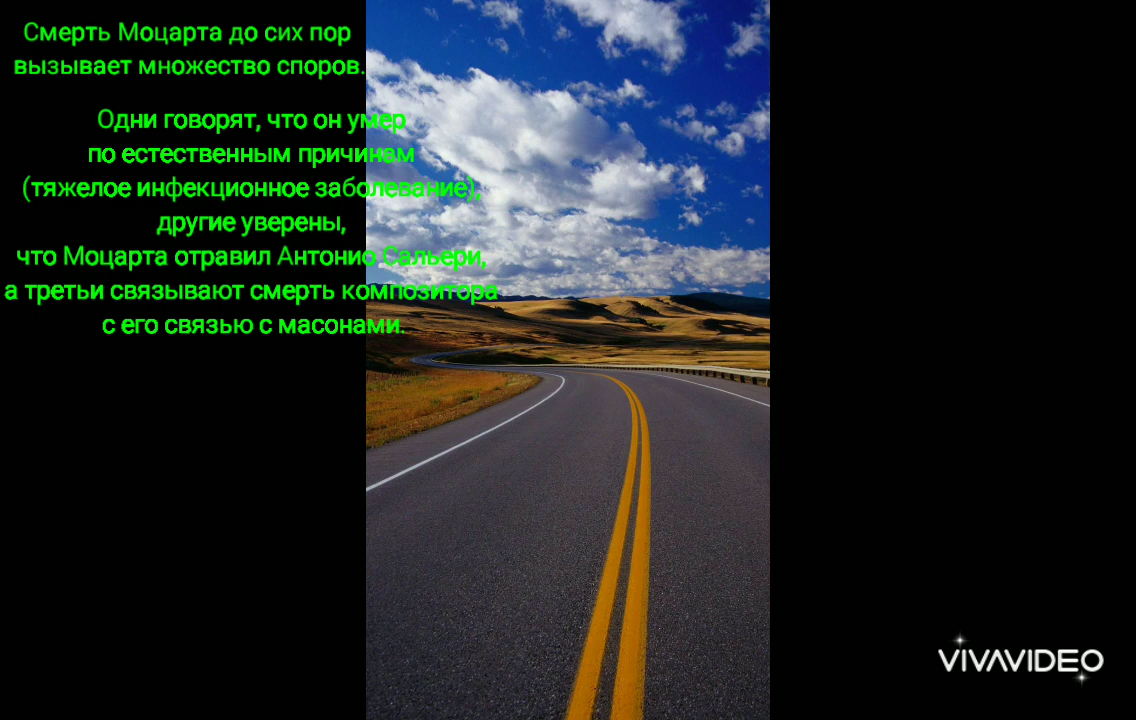 Смерть Моцарта до сих пор
вызывает множество споров.
Одни говорят, что он умер
по естественным причинам
(тяжелое инфекционное заболевание),
другие уверены,
что Моцарта отравил Антонио Сальери,
а третьи связывают смерть композитора
с его связью с масонами.
VIVAVIDEO